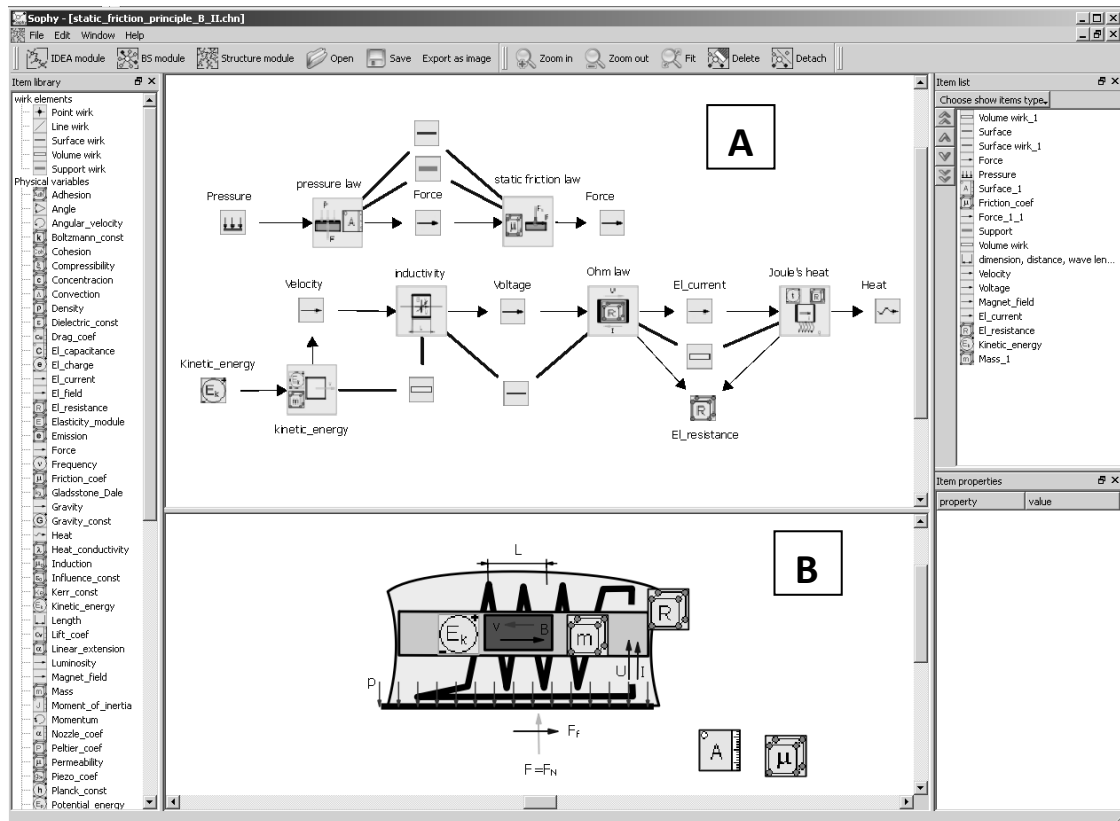 Sophy - [static_friction_principle_B_II.chn]
File Edit Window Help
IDEA module BS module Structure module Open Save Export as image Zoom in Zoom out Fit Delete Detach
Item library
wirk elements
Point wirk
Line wirk
Surface wirk
Volume wirk
Support wirk
Physical variables
Adhesion
Angle
Angular_velocity
Boltzmann_const
Cohesion
Compressibility
Concentracion
Convection
Density
Dielectric_const
Drag_coef
El_capacitance
El_charge
El_current
El_field
El_resistance
Elasticity_module
Emission
Force
Frequency
Friction_coef
Gladsstone_Dale
Gravity
Gravity_const
Heat
Heat_conductivity
Induction
Influence_const
Kerr_const
Kinetic_energy
Length
Lift_coef
Linear_extension
Luminosity
Magnet_field
Mass
Moment_of_inertia
Momentum
Nozzle_coef
Peltier_coef
Permeability
Piezo_coef
Planck_const
Potential_energy
A
Pressure
pressure law
Force
static friction law
Force
P
A
F
μ
Velocity
inductivity
Voltage
Ohm law
El_current
Joule's heat
Heat
U
R
I
t
R
Kinetic_energy
Ek
Ek
m
kinetic_energy
R
El_resistance
B
L
R
Ek
V
B
m
U
I
p
Ff
F=FN
A
μ
Item list
Choose show items type
Volume wirk_1
Surface
Surface wirk_1
Force
Pressure
Surface_1
Friction_coef
Force_1_1
Support
Volume wirk
dimension, distance, wave len...
Velocity
Voltage
Magnet_field
El_current
El_resistance
Kinetic_energy
Mass_1
Item properties
property value